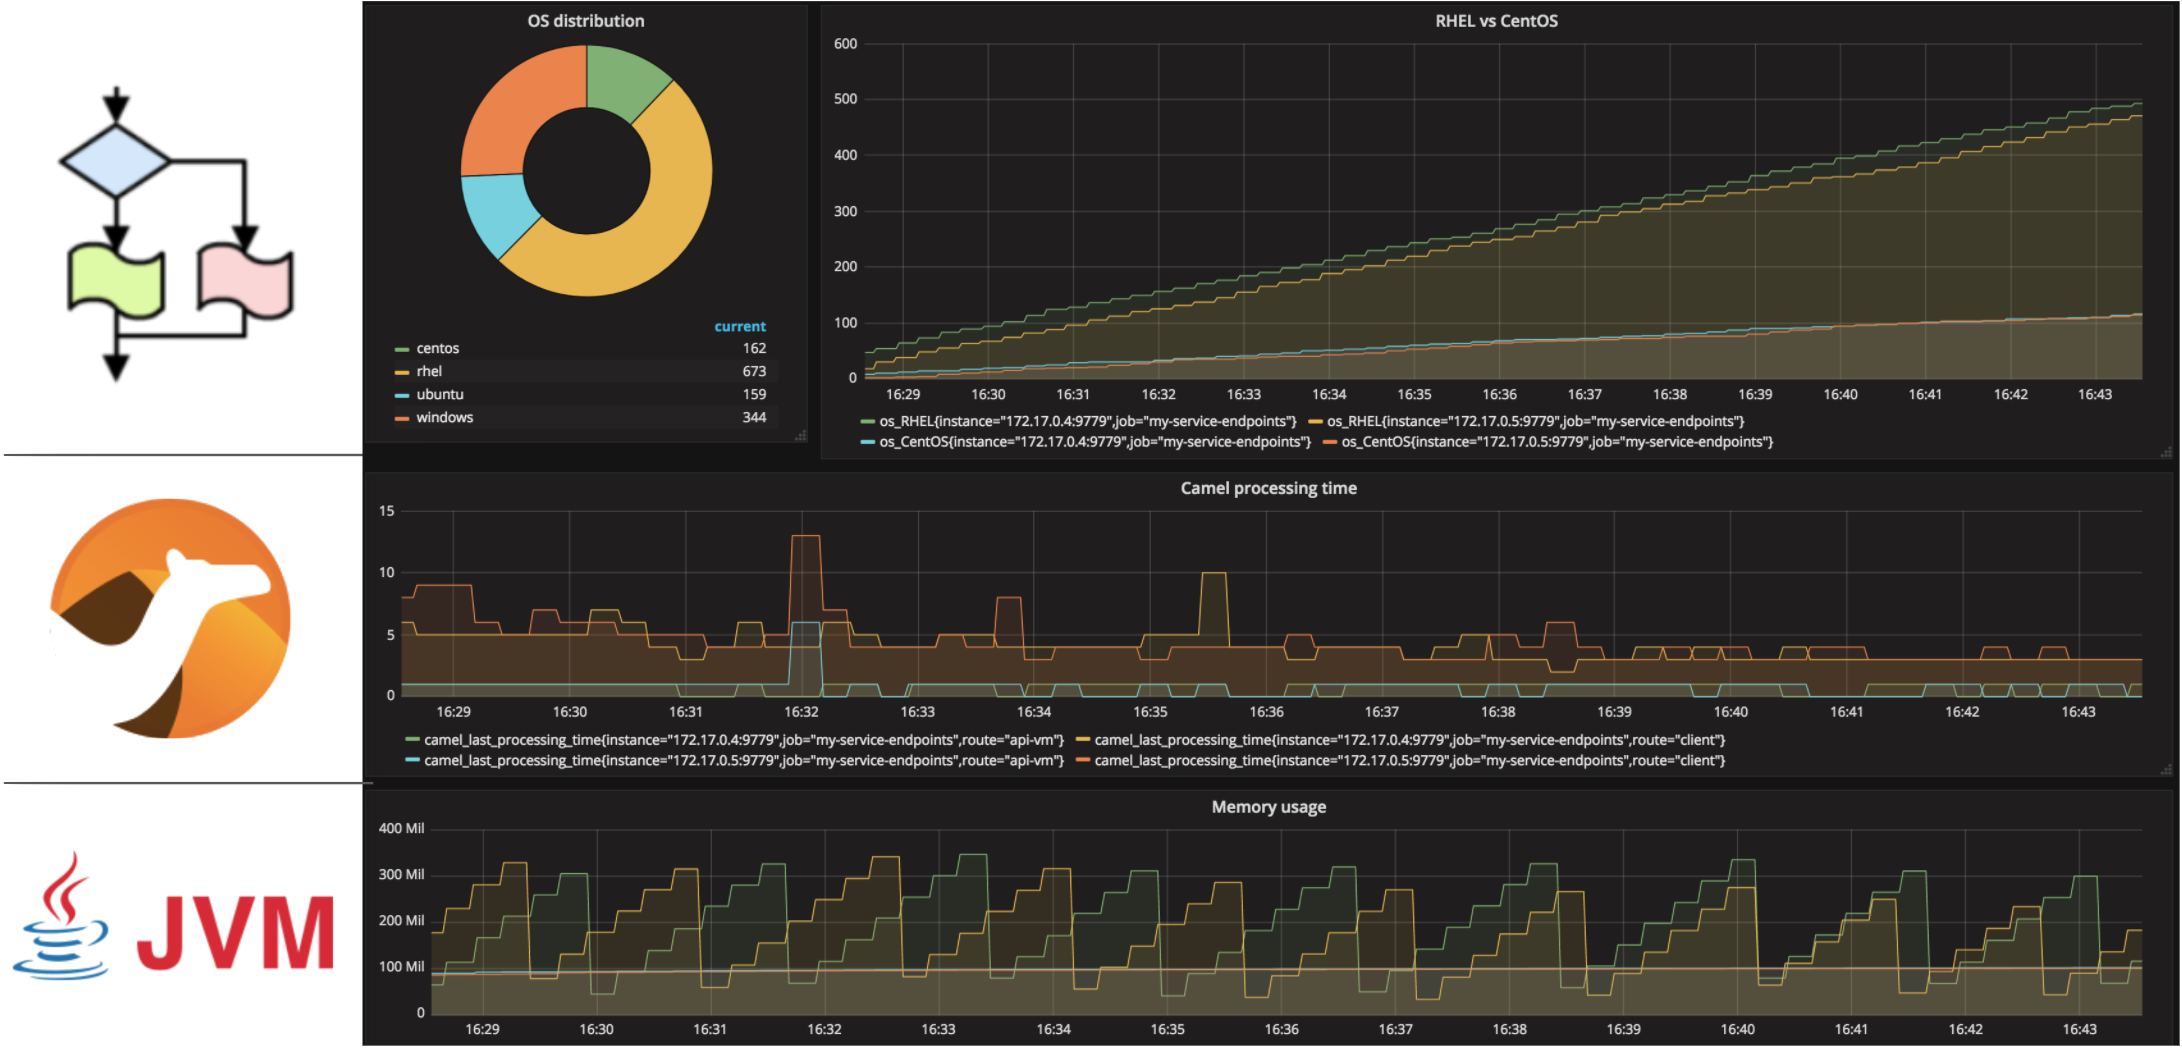 OS distribution
current
centos 162
rhel 673
ubuntu 159
windows 344
RHEL vs CentOS
600
500
400
300
200
100
0
16:29 16:30 16:31 16:32 16:33 16:34 16:35 16:36 16:37 16:38 16:39 16:40 16:41 16:42 16:43
os_RHEL{instance="172.17.0.4:9779",job="my-service-endpoints"} os_RHEL{instance="172.17.0.5:9779",job="my-service-endpoints"}
os_CentOS{instance="172.17.0.4:9779",job="my-service-endpoints"} os_CentOS{instance="172.17.0.5:9779",job="my-service-endpoints"}
Camel processing time
15
10
5
0
16:29 16:30 16:31 16:32 16:33 16:34 16:35 16:36 16:37 16:38 16:39 16:40 16:41 16:42 16:43
camel_last_processing_time{instance="172.17.0.4:9779",job="my-service-endpoints",route="api-vm"} camel_last_processing_time{instance="172.17.0.4:9779",job="my-service-endpoints",route="client"}
camel_last_processing_time{instance="172.17.0.5:9779",job="my-service-endpoints",route="api-vm"} camel_last_processing_time{instance="172.17.0.5:9779",job="my-service-endpoints",route="client"}
JVM
Memory usage
400 Mil
300 Mil
200 Mil
100 Mil
0
16:29 16:30 16:31 16:32 16:33 16:34 16:35 16:36 16:37 16:38 16:39 16:40 16:41 16:42 16:43